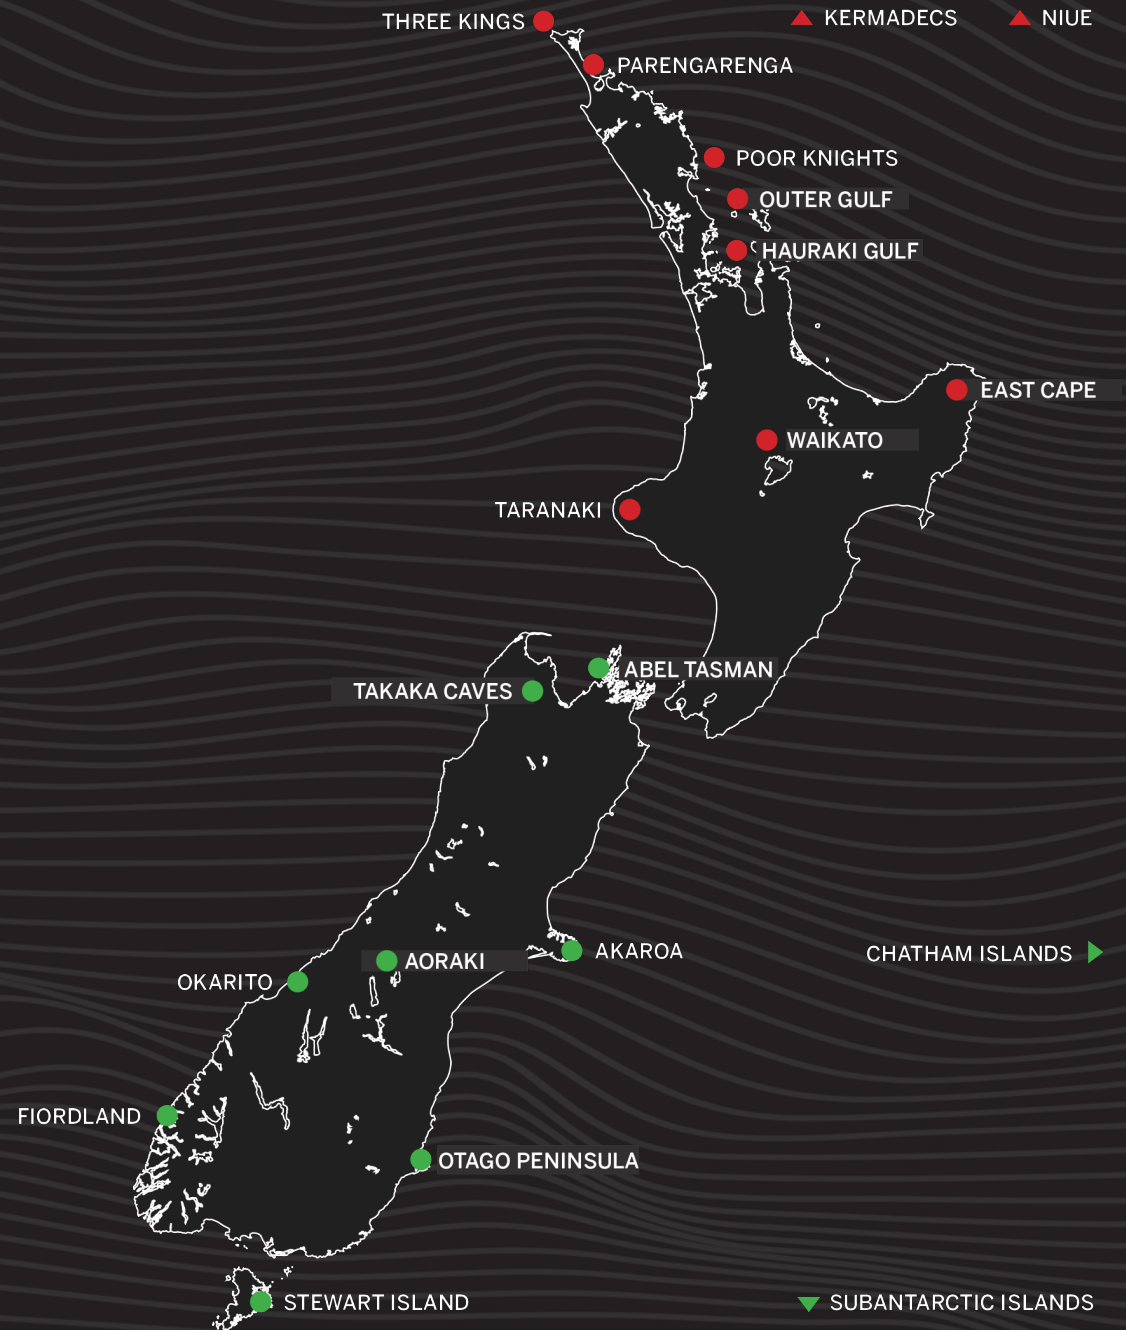 THREE KINGS
KERMADECS
NIUE
PARENGARENGA
POOR KNIGHTS
OUTER GULF
HAURAKI GULF
EAST CAPE
WAIKATO
TARANAKI
ABEL TASMAN
TAKAKA CAVES
AKAROA
CHATHAM ISLANDS
AORAKI
OKARITO
FIORDLAND
OTAGO PENINSULA
STEWART ISLAND
SUBANTARCTIC ISLANDS